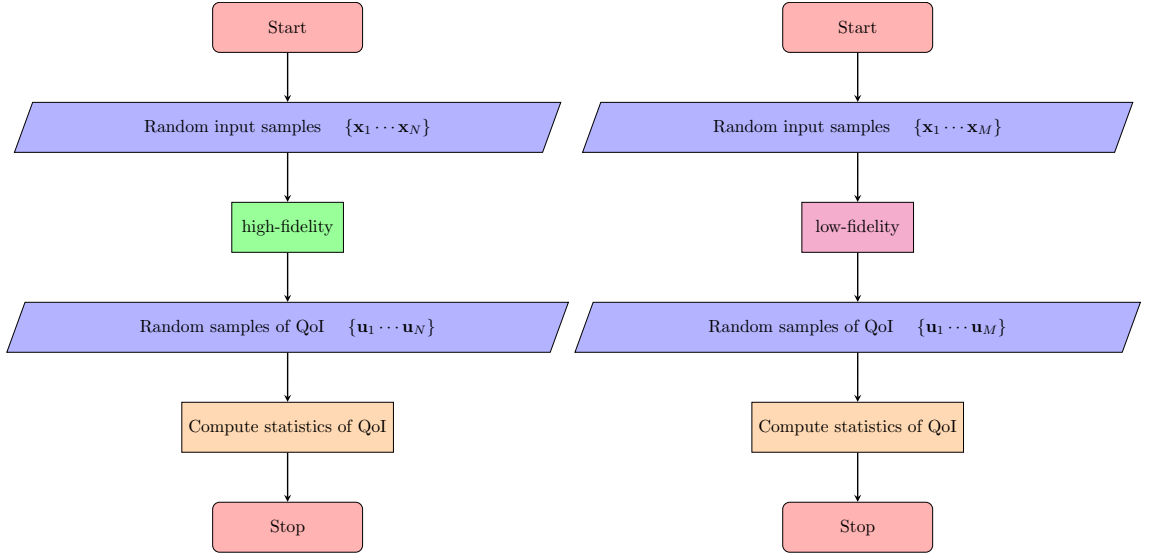 Start
Random input samples {x₁ ⋯ x_N}
high-fidelity
Random samples of QoI {u₁ ⋯ u_N}
Compute statistics of QoI
Stop
Start
Random input samples {x₁ ⋯ x_M}
low-fidelity
Random samples of QoI {u₁ ⋯ u_M}
Compute statistics of QoI
Stop